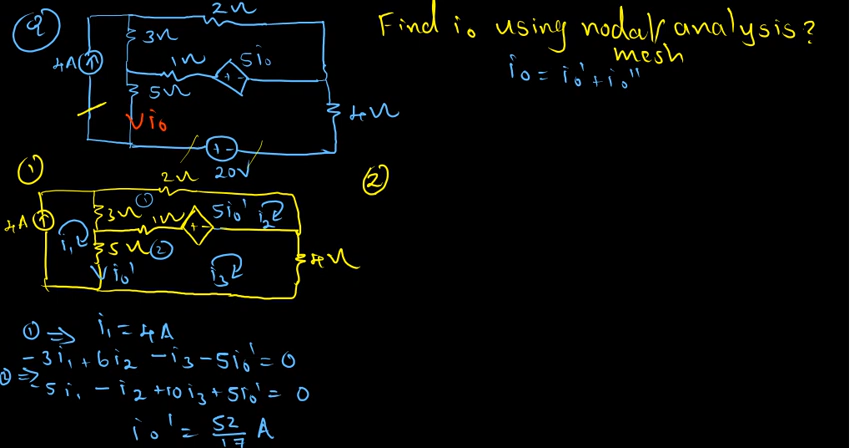 Q
2Ω
Find i₀ using nodal/ analysis?
mesh
3Ω
1Ω
5i₀
i₀ = i₀' + i₀''
4A
+ -
5Ω
4Ω
i₀
+ -
20V
①
2Ω
②
3Ω ①
1Ω
5i₀'
i₂
4A
+ -
i₁
5Ω ②
i₀'
i₃
4Ω
① ⇒ i₁ = 4A
-3i₁ + 6i₂ - i₃ - 5i₀' = 0
② ⇒ -5i₁ - i₂ + 10i₃ + 5i₀' = 0
i₀' = 52/17 A